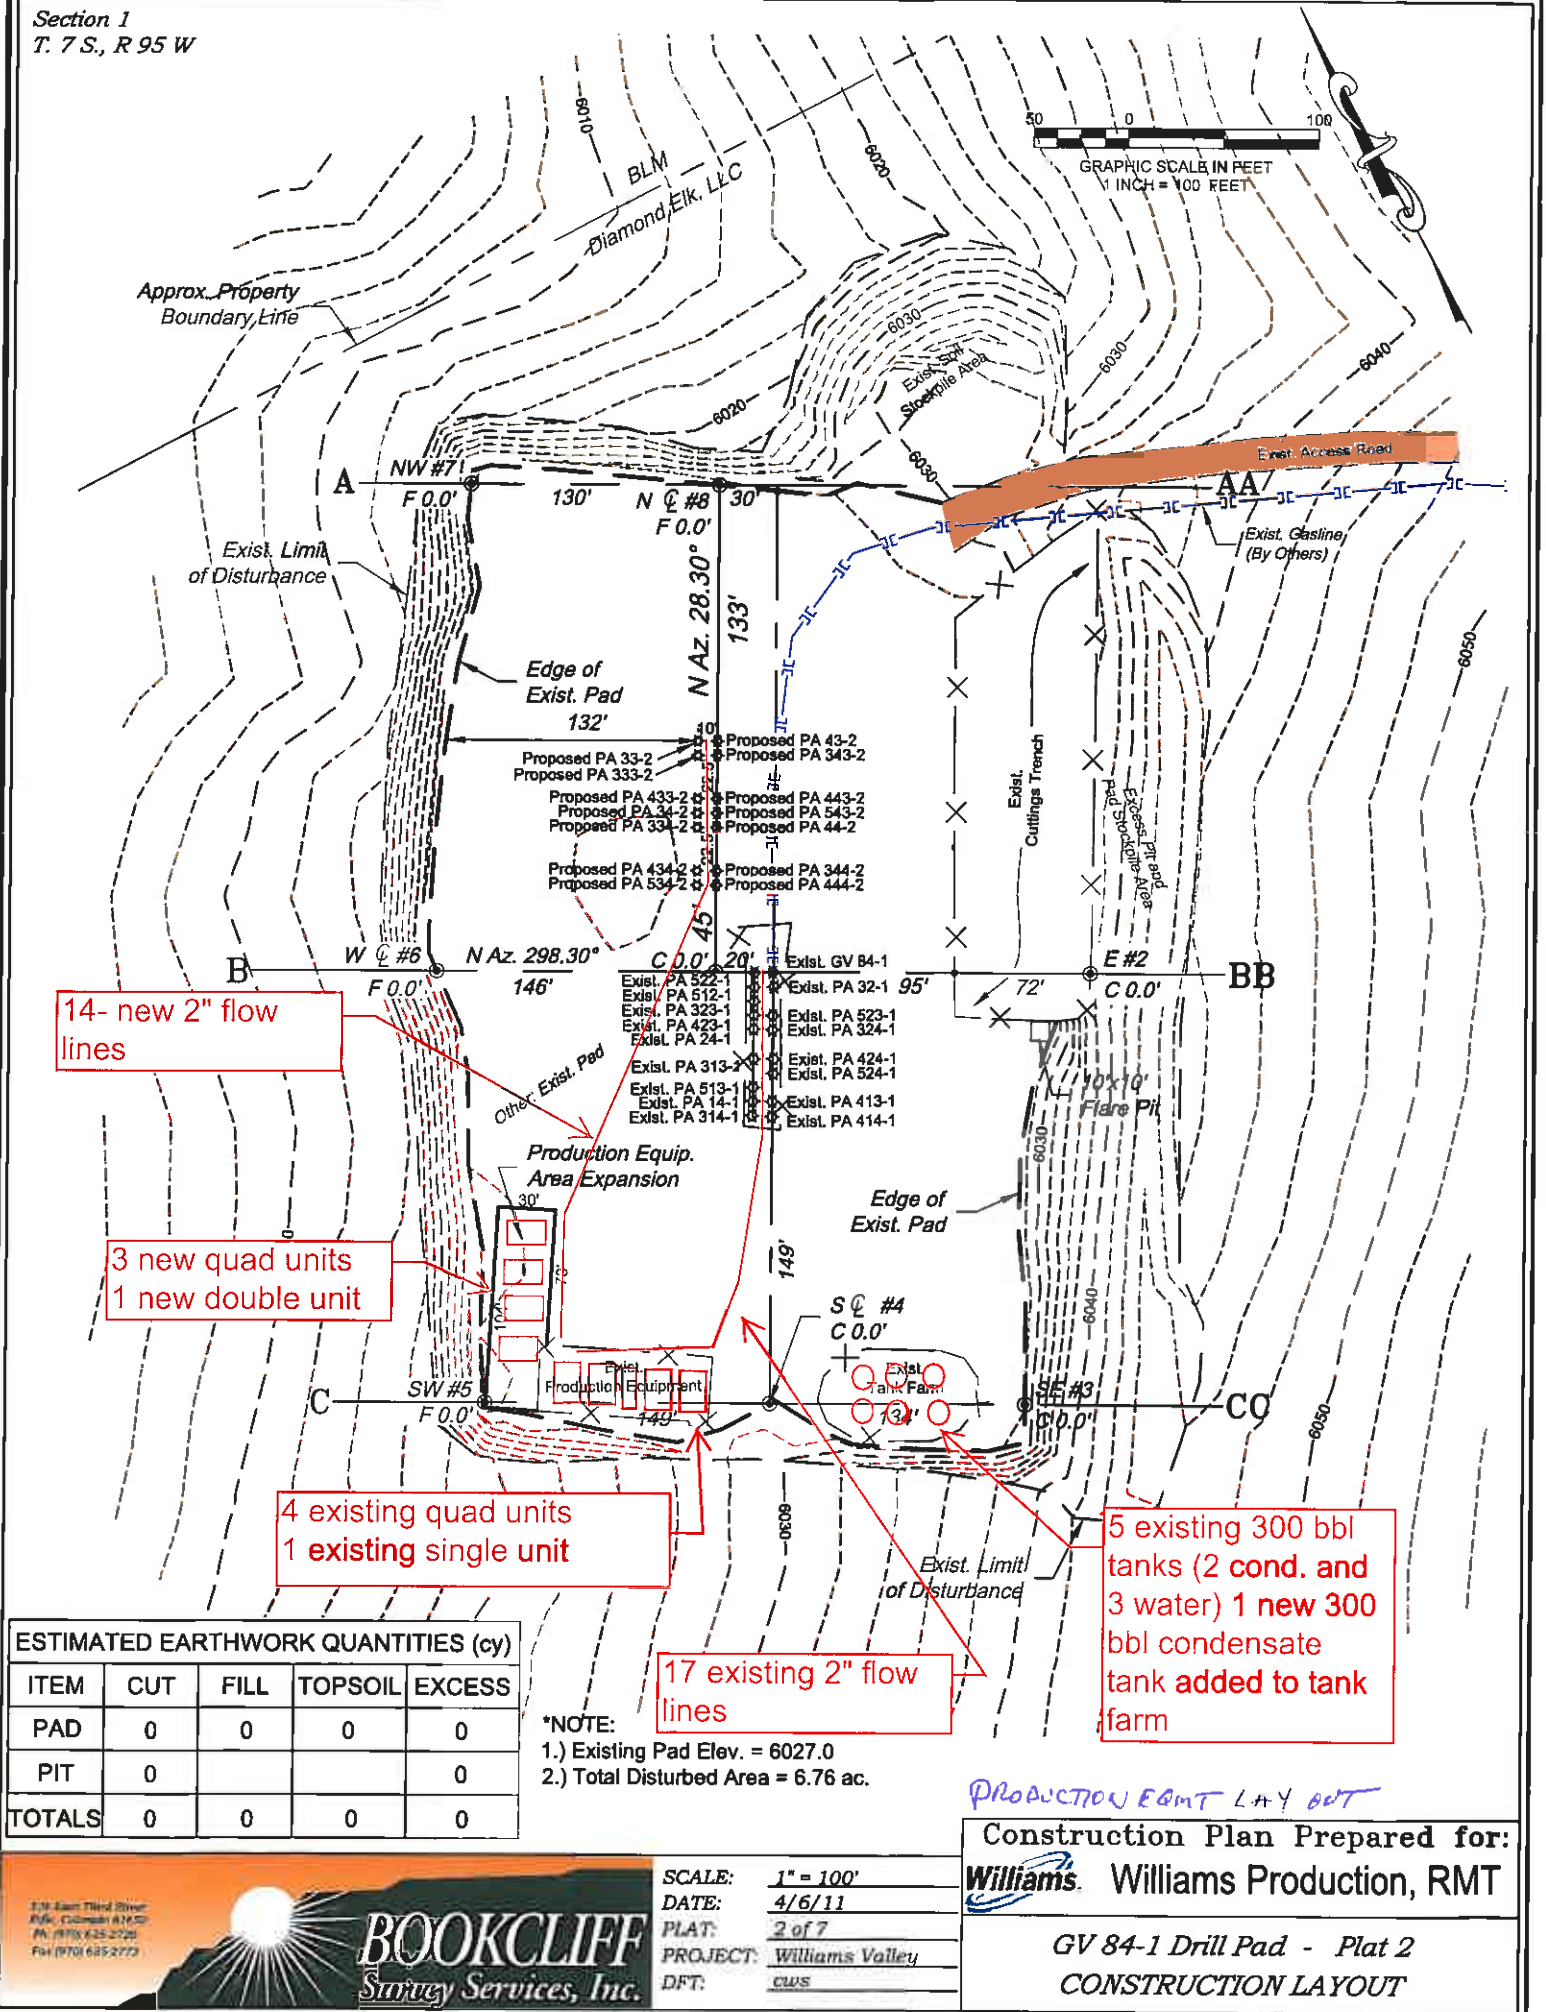 Section 1
T. 7 S., R 95 W
50 0 100
GRAPHIC SCALE IN FEET
1 INCH = 100 FEET
6010
6020
BLM
Diamond Elk, LLC
Approx. Property
Boundary Line
6030
Exist. Soil
Stockpile Area
6030
6040
6020
6030
Exist. Access Road
A
NW #7
F 0.0'
130'
N ℄ #8
F 0.0'
30'
AA
Exist. Gasline
(By Others)
Exist. Limit
of Disturbance
N Az. 28.30°
133'
Edge of
Exist. Pad
132'
10'
6050
Proposed PA 33-2
Proposed PA 333-2
Proposed PA 433-2
Proposed PA 34-2
Proposed PA 334-2
Proposed PA 434-2
Proposed PA 534-2
Proposed PA 43-2
Proposed PA 343-2
Proposed PA 443-2
Proposed PA 543-2
Proposed PA 44-2
Proposed PA 344-2
Proposed PA 444-2
22.5'
22.5'
45'
Exist.
Cuttings Trench
Excess Pit and
Pad Stockpile Area
B
W ℄ #6
F 0.0'
N Az. 298.30°
146'
C 0.0'
20'
95'
72'
E #2
C 0.0'
BB
Exist. PA 522-1
Exist. PA 512-1
Exist. PA 323-1
Exist. PA 423-1
Exist. PA 24-1
Exist. PA 313-1
Exist. PA 513-1
Exist. PA 14-1
Exist. PA 314-1
Exist. GV 84-1
Exist. PA 32-1
Exist. PA 523-1
Exist. PA 324-1
Exist. PA 424-1
Exist. PA 524-1
Exist. PA 413-1
Exist. PA 414-1
14- new 2" flow
lines
Other Exist. Pad
10'x10'
Flare Pit
6030
Production Equip.
Area Expansion
30'
Edge of
Exist. Pad
3 new quad units
1 new double unit
149'
S ℄ #4
C 0.0'
6040
C
SW #5
F 0.0'
Exist.
Production Equipment
149'
Exist.
Tank Farm
134'
SE #3
C 0.0'
CC
6050
4 existing quad units
1 existing single unit
6030
Exist. Limit
of Disturbance
5 existing 300 bbl
tanks (2 cond. and
3 water) 1 new 300
bbl condensate
tank added to tank
farm
17 existing 2" flow
lines
ESTIMATED EARTHWORK QUANTITIES (cy)
ITEM CUT FILL TOPSOIL EXCESS
PAD 0 0 0 0
PIT 0 0
TOTALS 0 0 0 0
*NOTE:
1.) Existing Pad Elev. = 6027.0
2.) Total Disturbed Area = 6.76 ac.
PRODUCTION EQMT LAY OUT
Construction Plan Prepared for:
Williams. Williams Production, RMT
GV 84-1 Drill Pad - Plat 2
CONSTRUCTION LAYOUT
BOOKCLIFF
Survey Services, Inc.
SCALE: 1" = 100'
DATE: 4/6/11
PLAT: 2 of 7
PROJECT: Williams Valley
DFT: cws